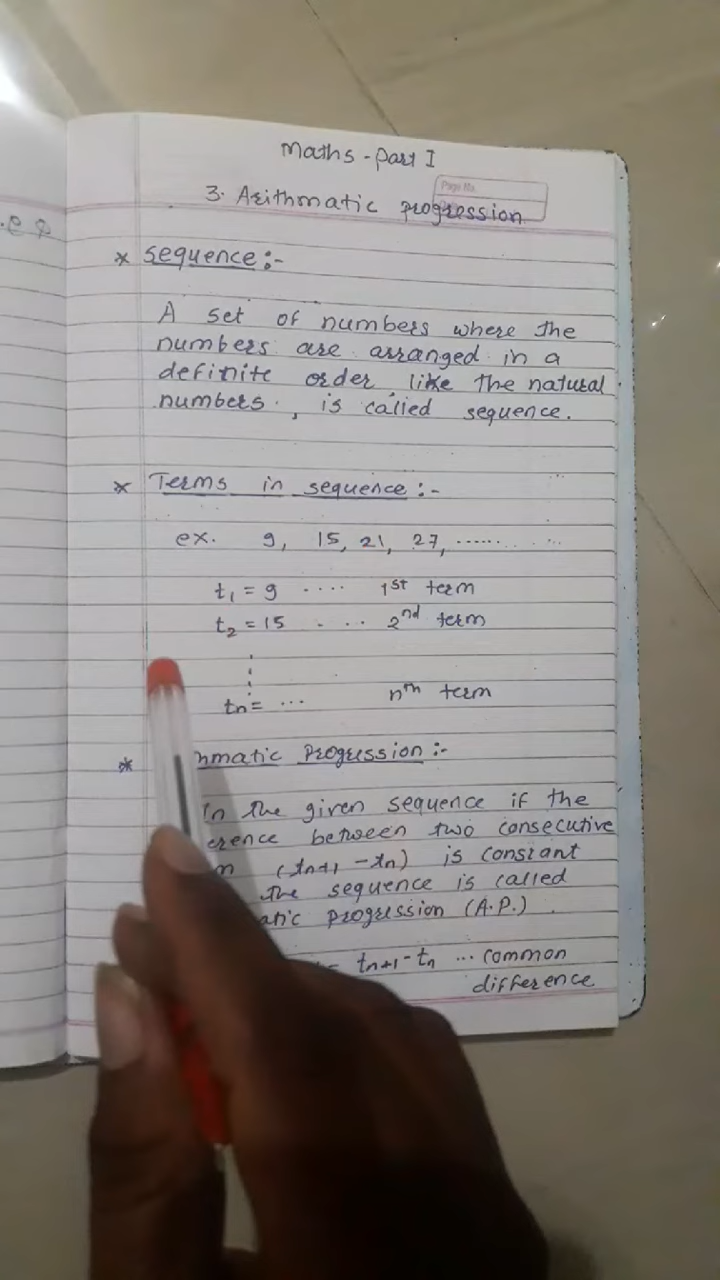 Maths - Part I
Page No.
3. Arithmatic progression
* sequence :-
A set of numbers where the
numbers are arranged in a
definite order like the natural
numbers , is called sequence.
* Terms in sequence :-
ex. 9, 15, 21, 27, ............
t₁ = 9 .... 1st term
t₂ = 15 .... 2nd term
tn = ... nth term
* hmatic Progression :-
In the given sequence if the
erence between two consecutive
(tn+1 - tn) is constant
the sequence is called
atic progression (A.P.)
tn+1 - tn ... common
difference